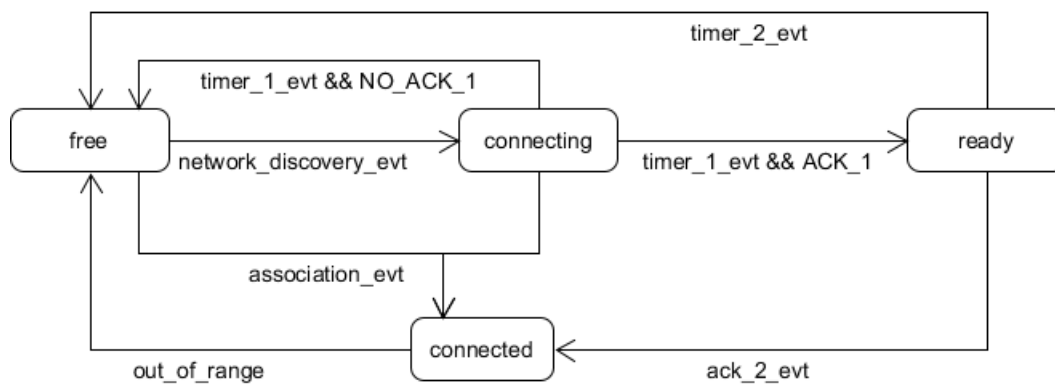 timer_2_evt
timer_1_evt && NO_ACK_1
free
connecting
ready
network_discovery_evt
timer_1_evt && ACK_1
association_evt
connected
out_of_range
ack_2_evt